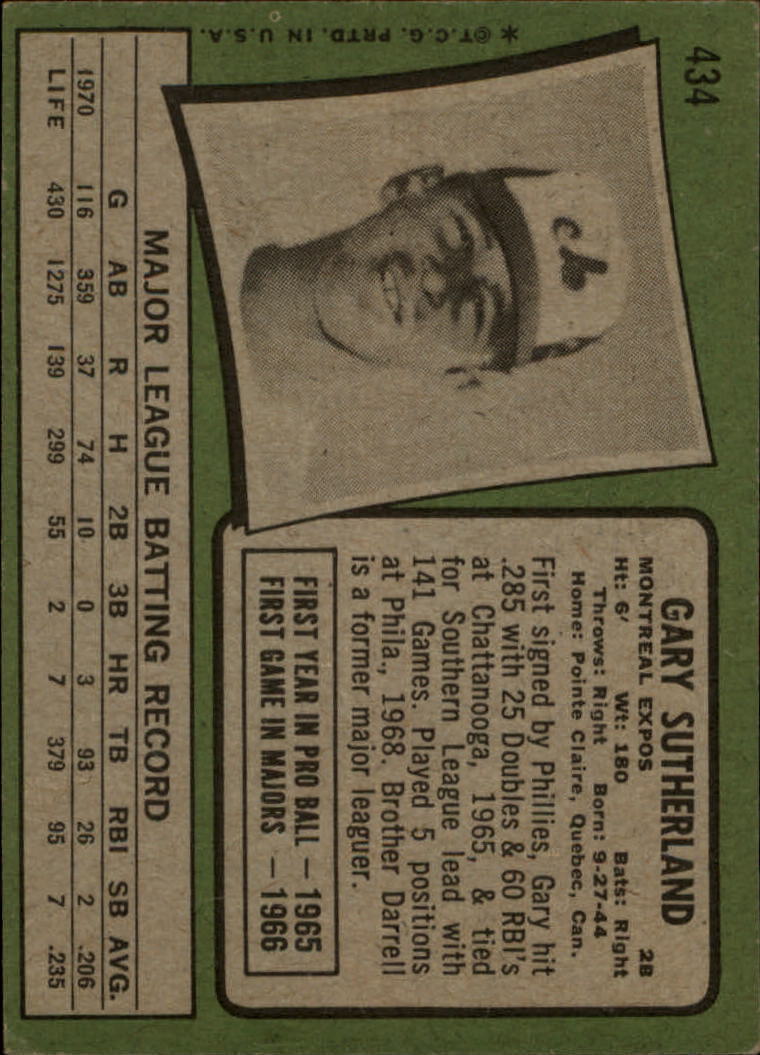 434
GARY SUTHERLAND
MONTREAL EXPOS 2B
Ht: 6' Wt: 180 Bats: Right
Throws: Right Born: 9-27-44
Home: Pointe Claire, Quebec, Can.
First signed by Phillies, Gary hit
.285 with 25 Doubles & 60 RBI's
at Chattanooga, 1965, & tied
for Southern League lead with
141 Games. Played 5 positions
at Phila., 1968. Brother Darrell
is a former major leaguer.
FIRST YEAR IN PRO BALL — 1965
FIRST GAME IN MAJORS — 1966
MAJOR LEAGUE BATTING RECORD
G AB R H 2B 3B HR TB RBI SB AVG.
1970 116 359 37 74 10 0 3 93 26 2 .206
LIFE 430 1275 139 299 55 2 7 379 95 7 .235
* © T.C.G. PRTD. IN U.S.A.